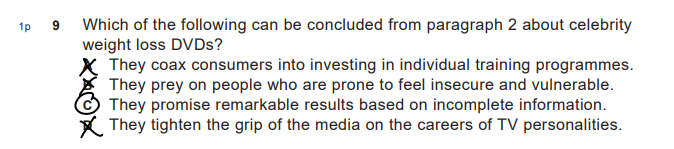 1p 9 Which of the following can be concluded from paragraph 2 about celebrity
weight loss DVDs?
A They coax consumers into investing in individual training programmes.
B They prey on people who are prone to feel insecure and vulnerable.
C They promise remarkable results based on incomplete information.
D They tighten the grip of the media on the careers of TV personalities.